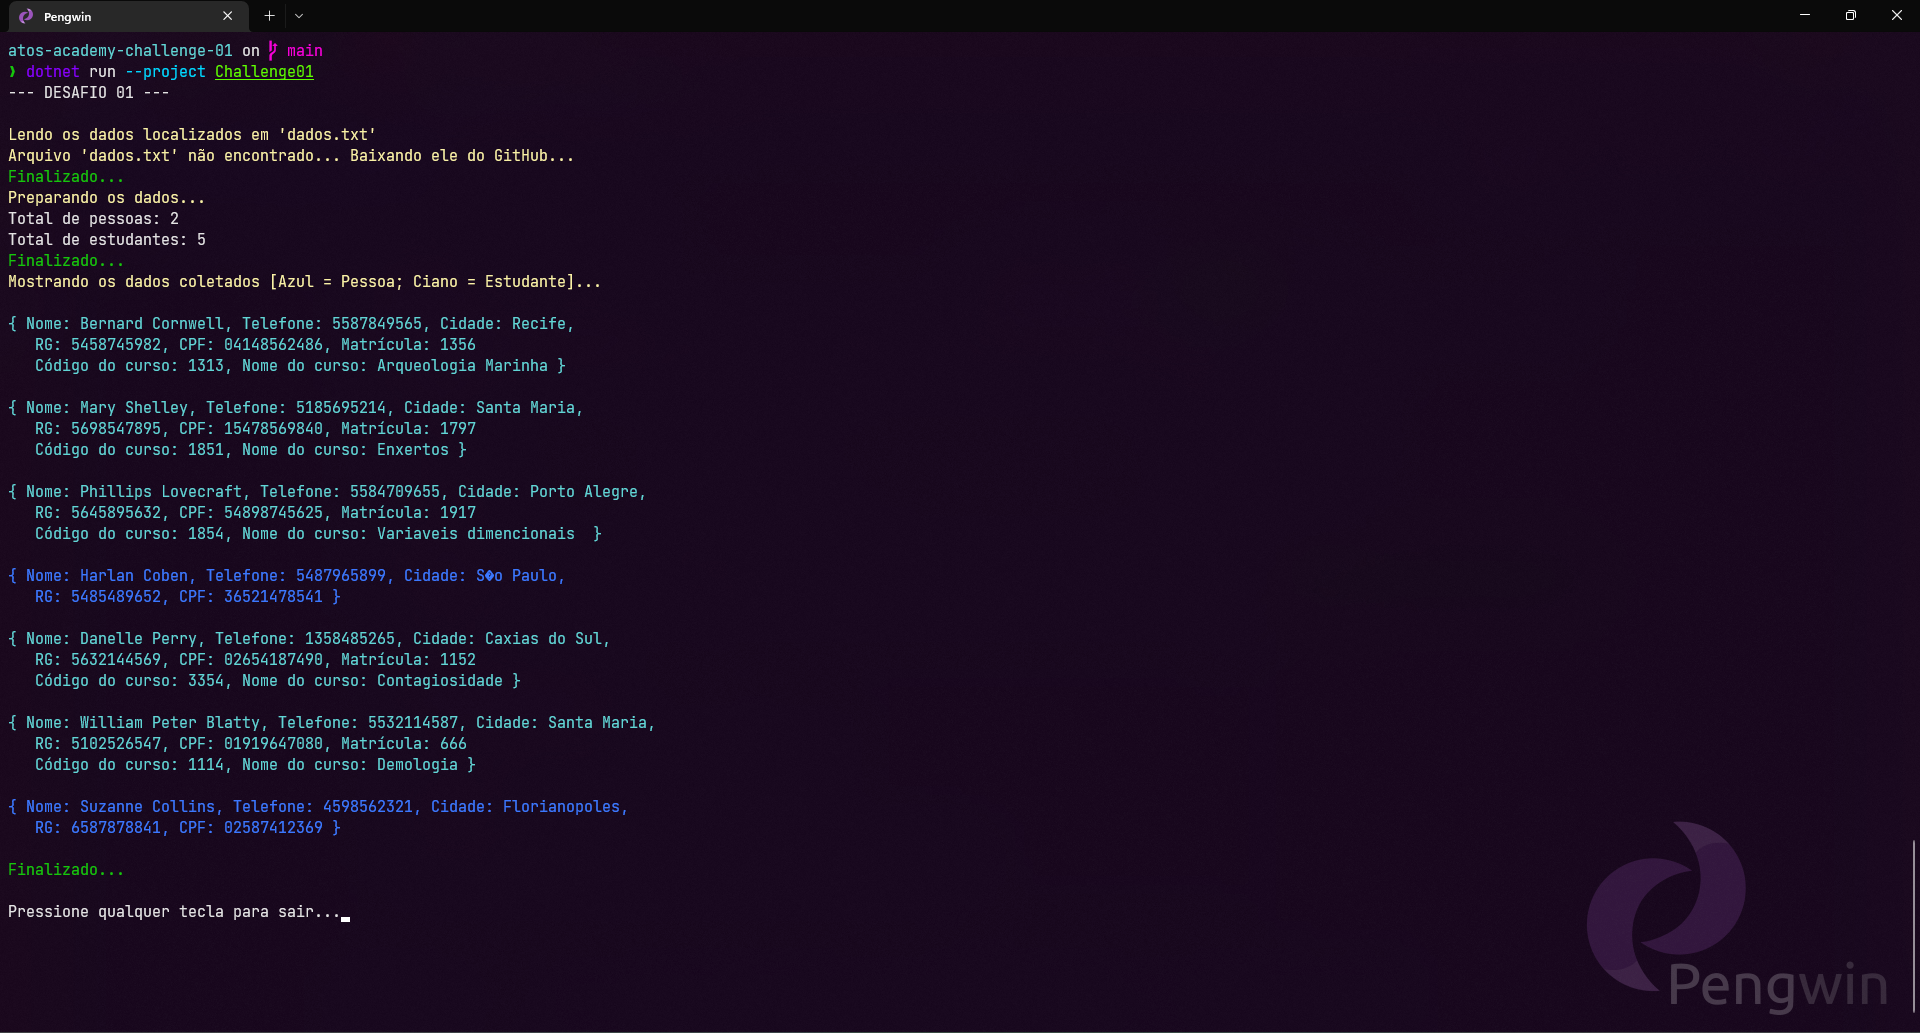 Pengwin
atos-academy-challenge-01 on main
❱ dotnet run --project Challenge01
--- DESAFIO 01 ---
Lendo os dados localizados em 'dados.txt'
Arquivo 'dados.txt' não encontrado... Baixando ele do GitHub...
Finalizado...
Preparando os dados...
Total de pessoas: 2
Total de estudantes: 5
Finalizado...
Mostrando os dados coletados [Azul = Pessoa; Ciano = Estudante]...
{ Nome: Bernard Cornwell, Telefone: 5587849565, Cidade: Recife,
RG: 5458745982, CPF: 04148562486, Matrícula: 1356
Código do curso: 1313, Nome do curso: Arqueologia Marinha }
{ Nome: Mary Shelley, Telefone: 5185695214, Cidade: Santa Maria,
RG: 5698547895, CPF: 15478569840, Matrícula: 1797
Código do curso: 1851, Nome do curso: Enxertos }
{ Nome: Phillips Lovecraft, Telefone: 5584709655, Cidade: Porto Alegre,
RG: 5645895632, CPF: 54898745625, Matrícula: 1917
Código do curso: 1854, Nome do curso: Variaveis dimencionais  }
{ Nome: Harlan Coben, Telefone: 5487965899, Cidade: S�o Paulo,
RG: 5485489652, CPF: 36521478541 }
{ Nome: Danelle Perry, Telefone: 1358485265, Cidade: Caxias do Sul,
RG: 5632144569, CPF: 02654187490, Matrícula: 1152
Código do curso: 3354, Nome do curso: Contagiosidade }
{ Nome: William Peter Blatty, Telefone: 5532114587, Cidade: Santa Maria,
RG: 5102526547, CPF: 01919647080, Matrícula: 666
Código do curso: 1114, Nome do curso: Demologia }
{ Nome: Suzanne Collins, Telefone: 4598562321, Cidade: Florianopoles,
RG: 6587878841, CPF: 02587412369 }
Finalizado...
Pressione qualquer tecla para sair...
Pengwin